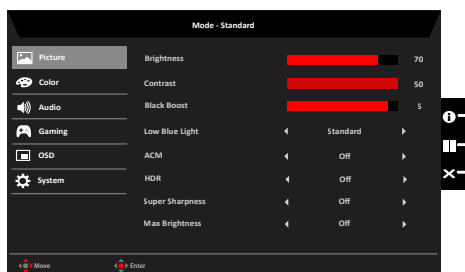 Mode - Standard
Picture
Brightness 70
Color
Contrast 50
Audio
Black Boost 5
Gaming
Low Blue Light Standard
OSD
ACM Off
System
HDR Off
Super Sharpness Off
Max Brightness Off
Move Enter